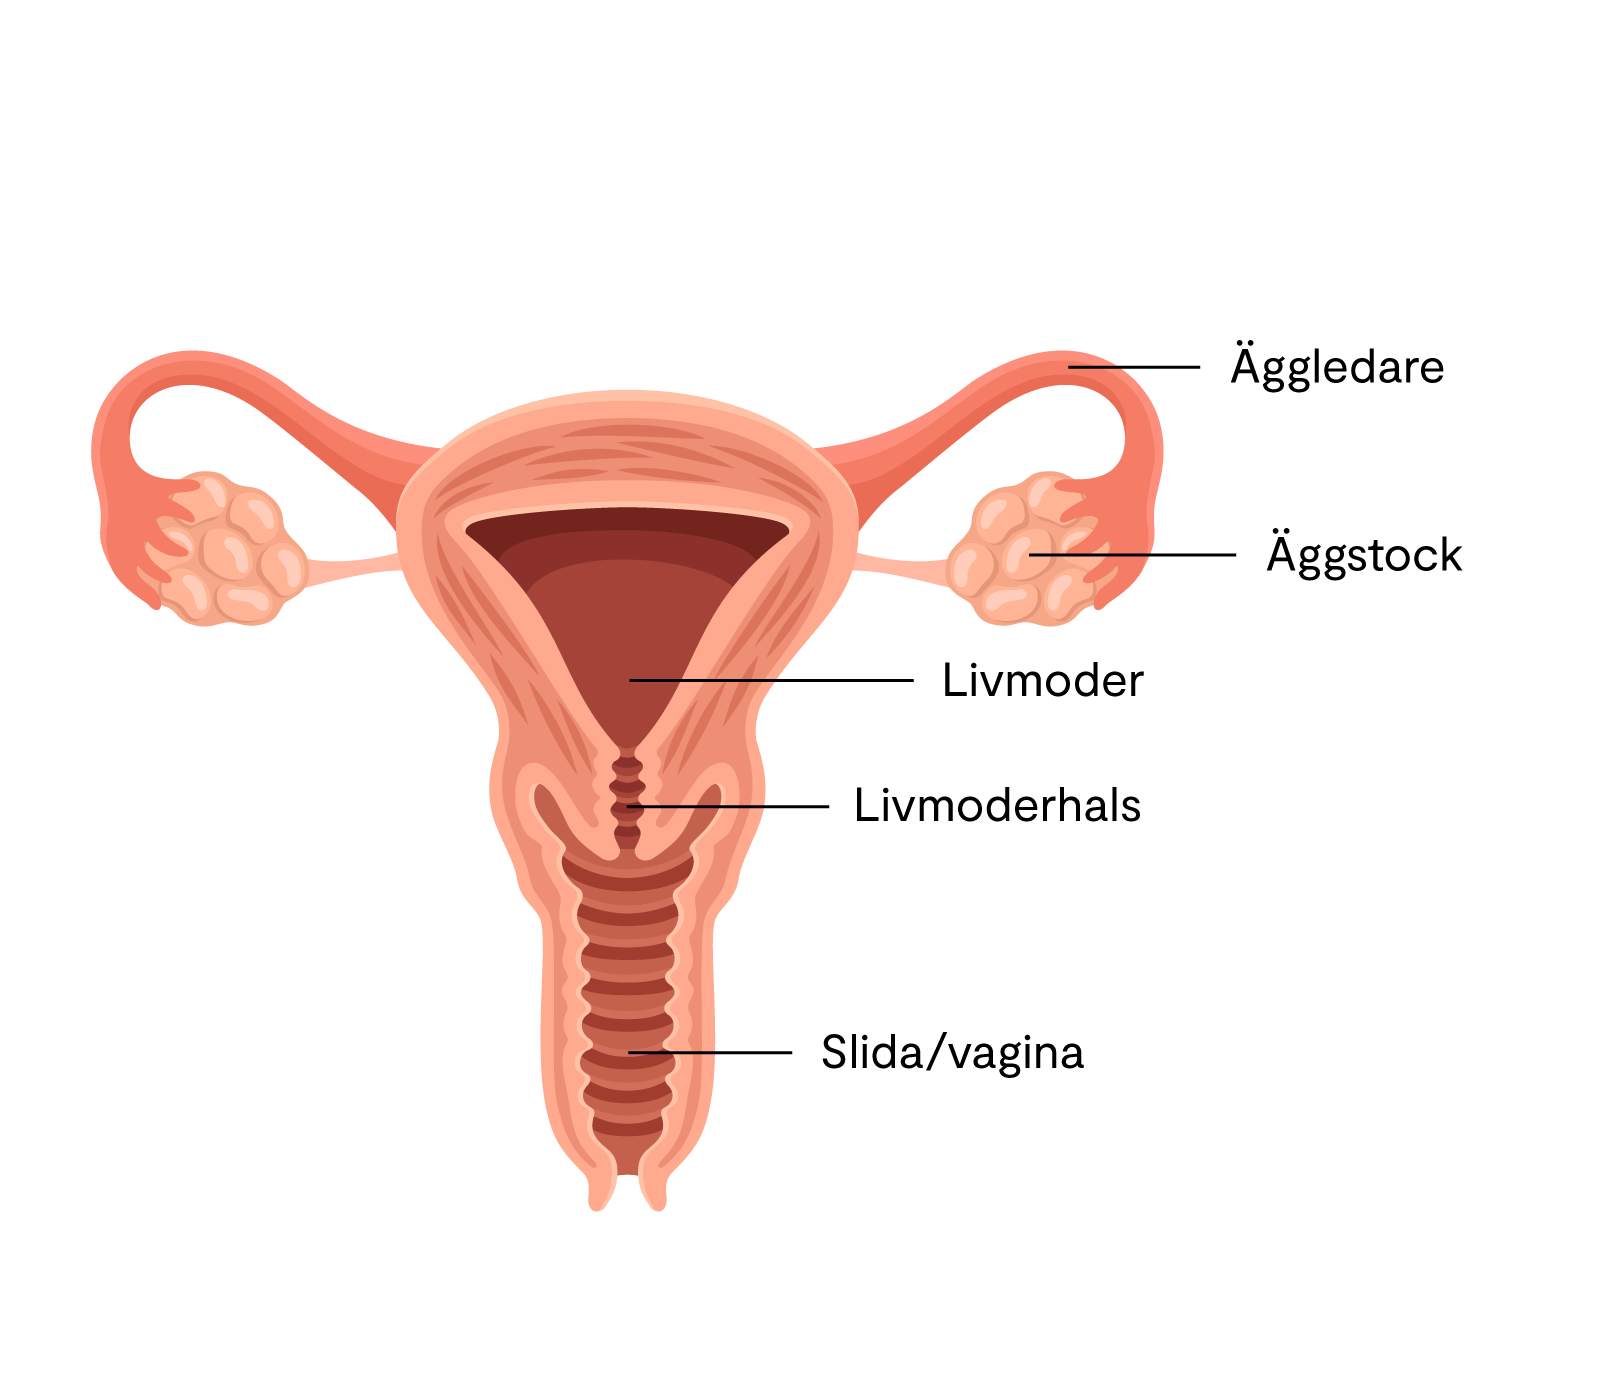 Äggledare
Äggstock
Livmoder
Livmoderhals
Slida/vagina